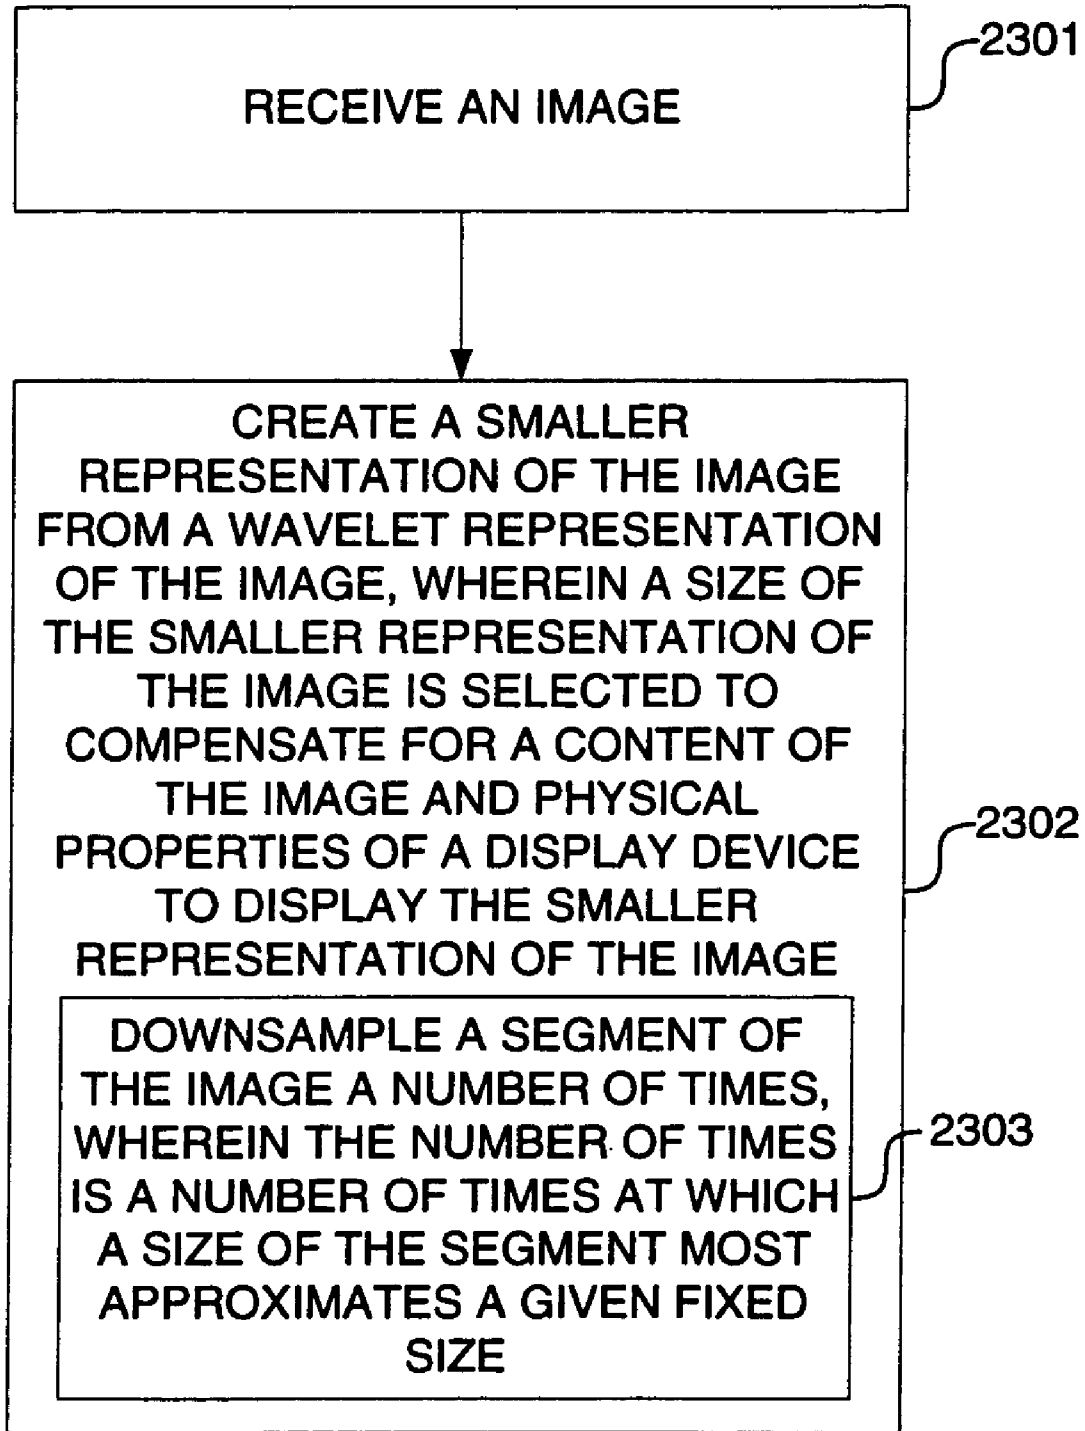 2301
RECEIVE AN IMAGE
CREATE A SMALLER
REPRESENTATION OF THE IMAGE
FROM A WAVELET REPRESENTATION
OF THE IMAGE, WHEREIN A SIZE OF
THE SMALLER REPRESENTATION OF
THE IMAGE IS SELECTED TO
COMPENSATE FOR A CONTENT OF
THE IMAGE AND PHYSICAL
PROPERTIES OF A DISPLAY DEVICE
TO DISPLAY THE SMALLER
REPRESENTATION OF THE IMAGE
2302
DOWNSAMPLE A SEGMENT OF
THE IMAGE A NUMBER OF TIMES,
WHEREIN THE NUMBER OF TIMES
IS A NUMBER OF TIMES AT WHICH
A SIZE OF THE SEGMENT MOST
APPROXIMATES A GIVEN FIXED
SIZE
2303